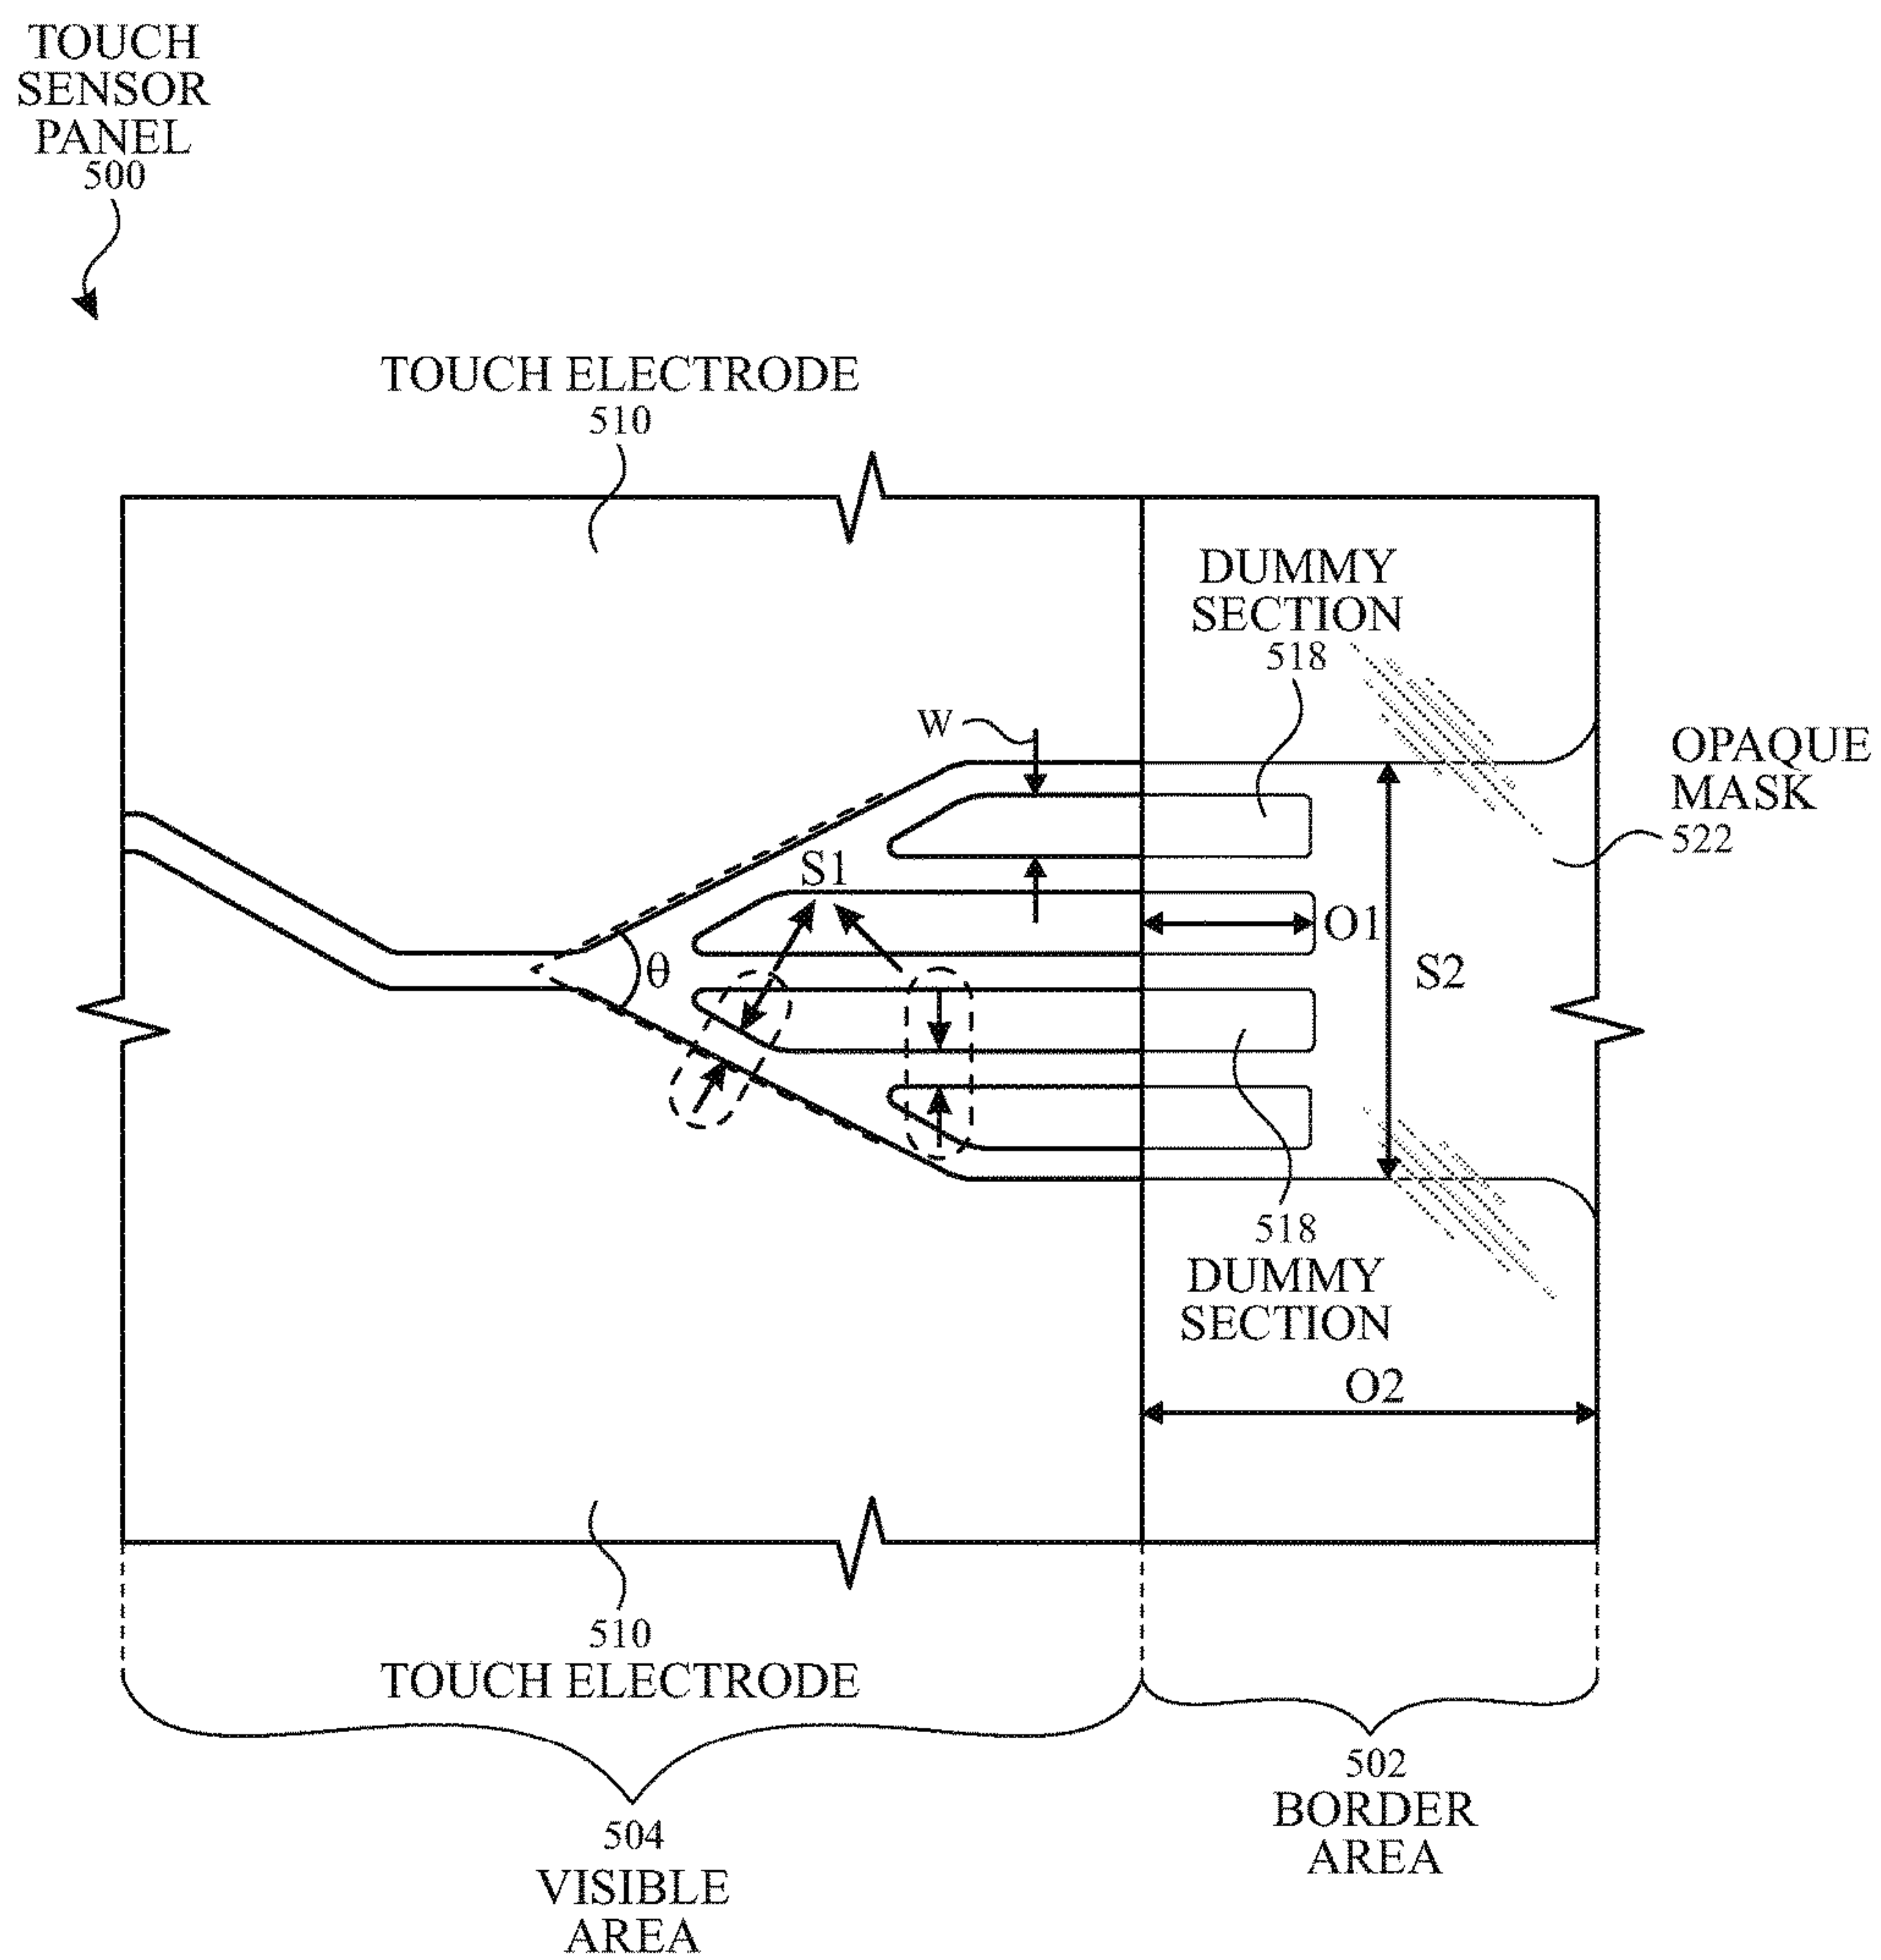 TOUCH
SENSOR
PANEL
500
TOUCH ELECTRODE
510
DUMMY
SECTION
518
W
OPAQUE
MASK
522
S1
O1
θ
S2
518
DUMMY
SECTION
O2
510
TOUCH ELECTRODE
502
BORDER
AREA
504
VISIBLE
AREA